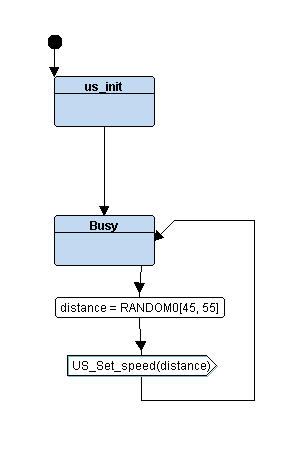 us_init
Busy
distance = RANDOM0[45, 55]
US_Set_speed(distance)